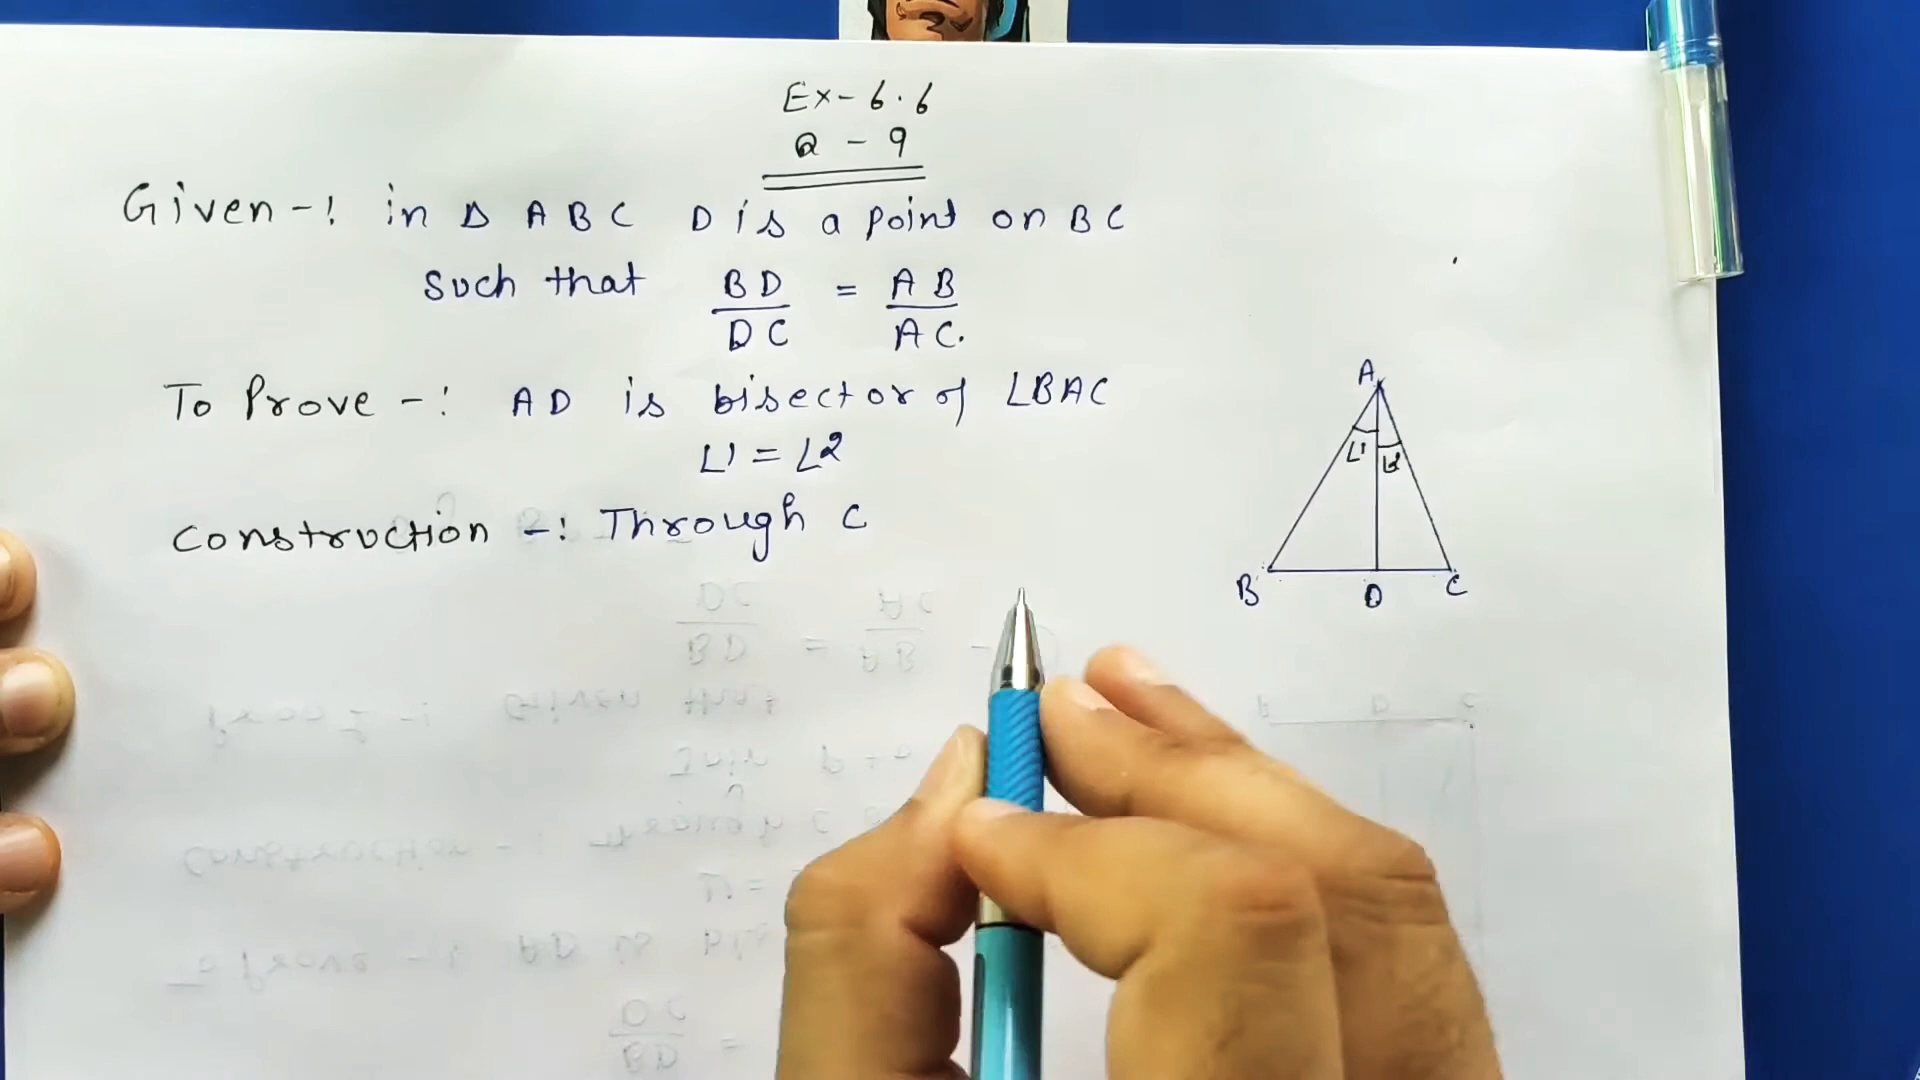 Ex-6.6
Q-9
Given-: in Δ ABC D is a point on BC
such that BD/DC = AB/AC.
To Prove-: AD is bisector of ∠BAC
∠1 = ∠2
Construction-: Through C
A
∠1 ∠2
B D C